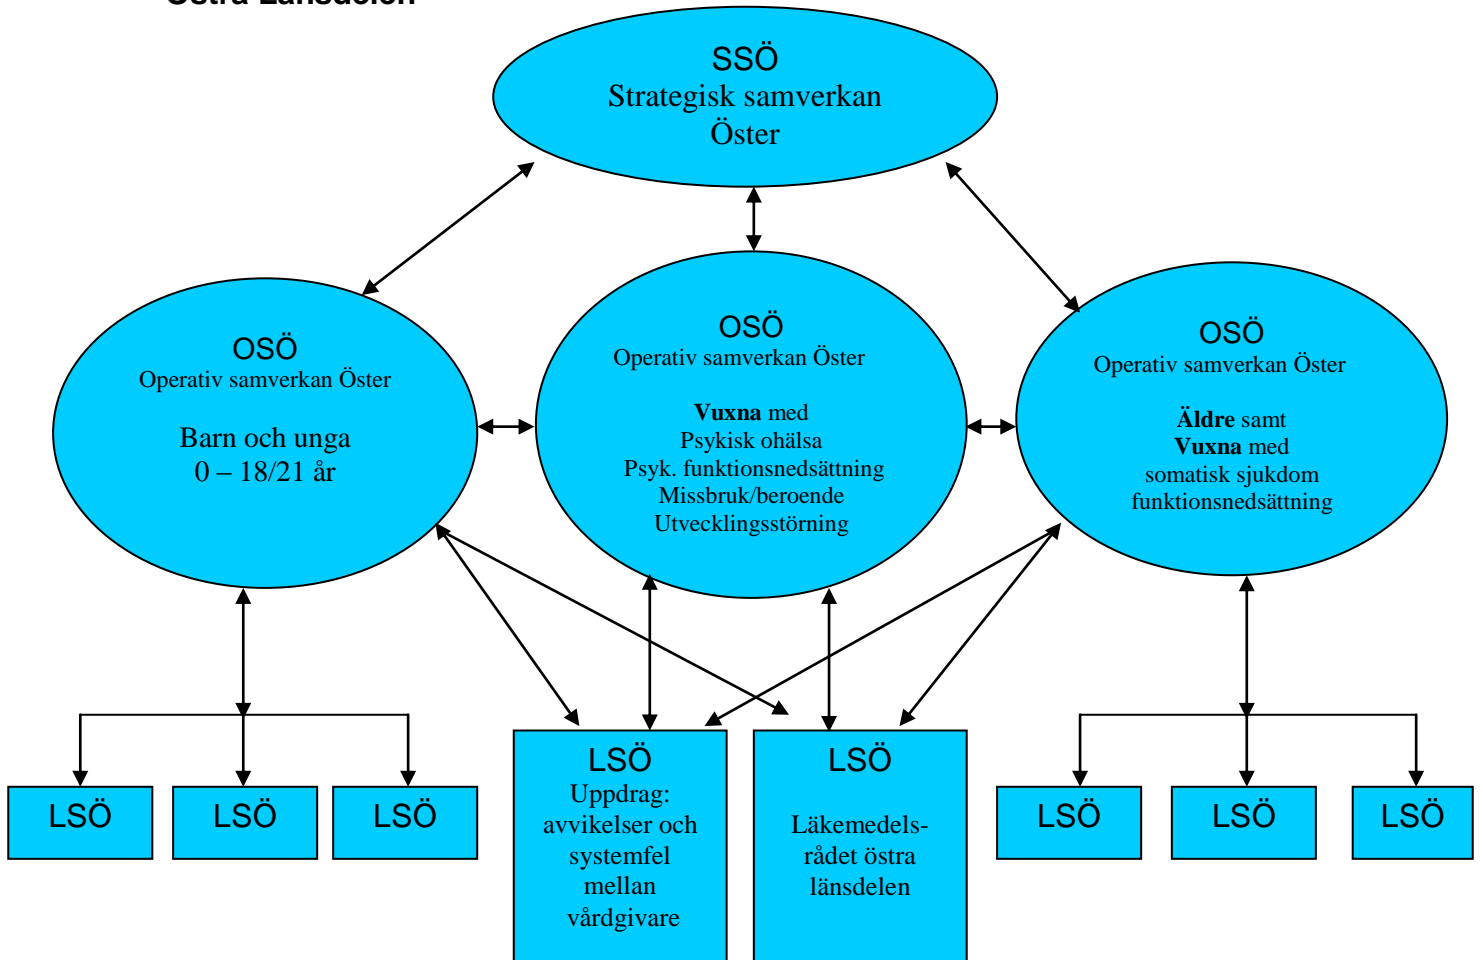 Östra Länsdelen
SSÖ
Strategisk samverkan
Öster
OSÖ
Operativ samverkan Öster
Barn och unga
0 – 18/21 år
OSÖ
Operativ samverkan Öster
Vuxna med
Psykisk ohälsa
Psyk. funktionsnedsättning
Missbruk/beroende
Utvecklingsstörning
OSÖ
Operativ samverkan Öster
Äldre samt
Vuxna med
somatisk sjukdom
funktionsnedsättning
LSÖ
LSÖ
LSÖ
LSÖ
Uppdrag:
avvikelser och
systemfel
mellan
vårdgivare
LSÖ
Läkemedels-
rådet östra
länsdelen
LSÖ
LSÖ
LSÖ